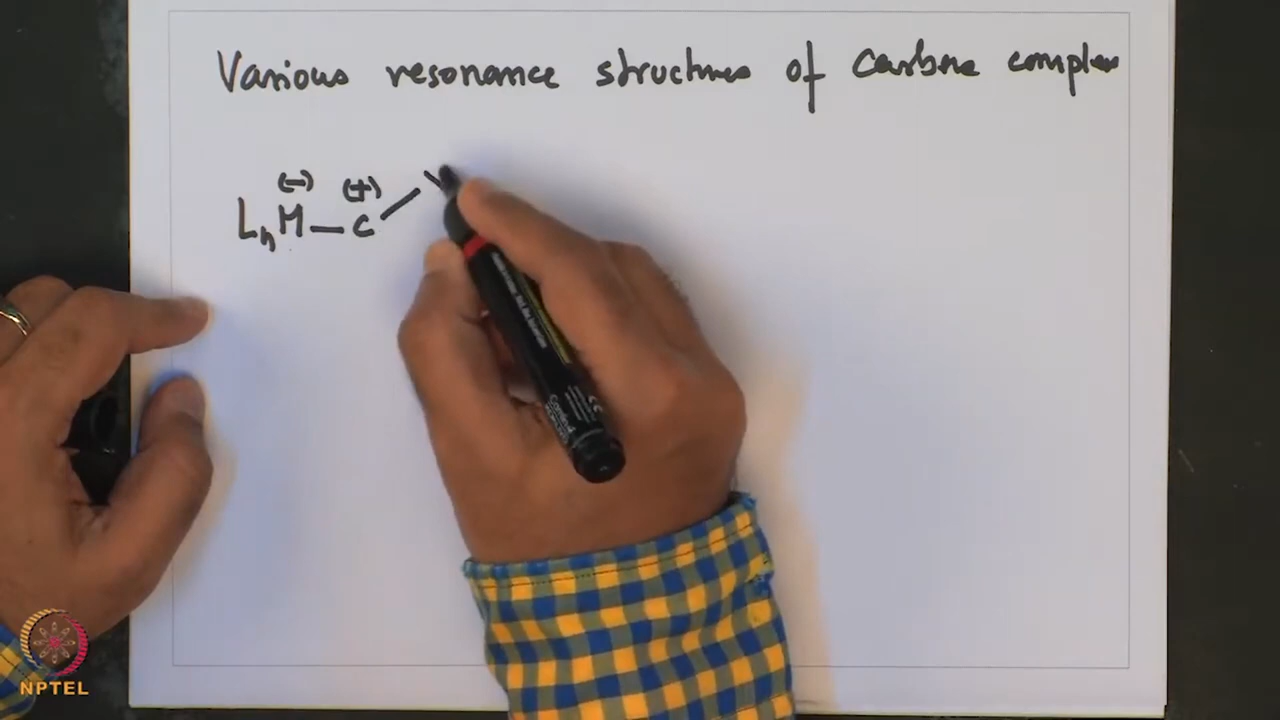 Various resonance structures of carbene complex
(-) (+)
LnM-C
NPTEL